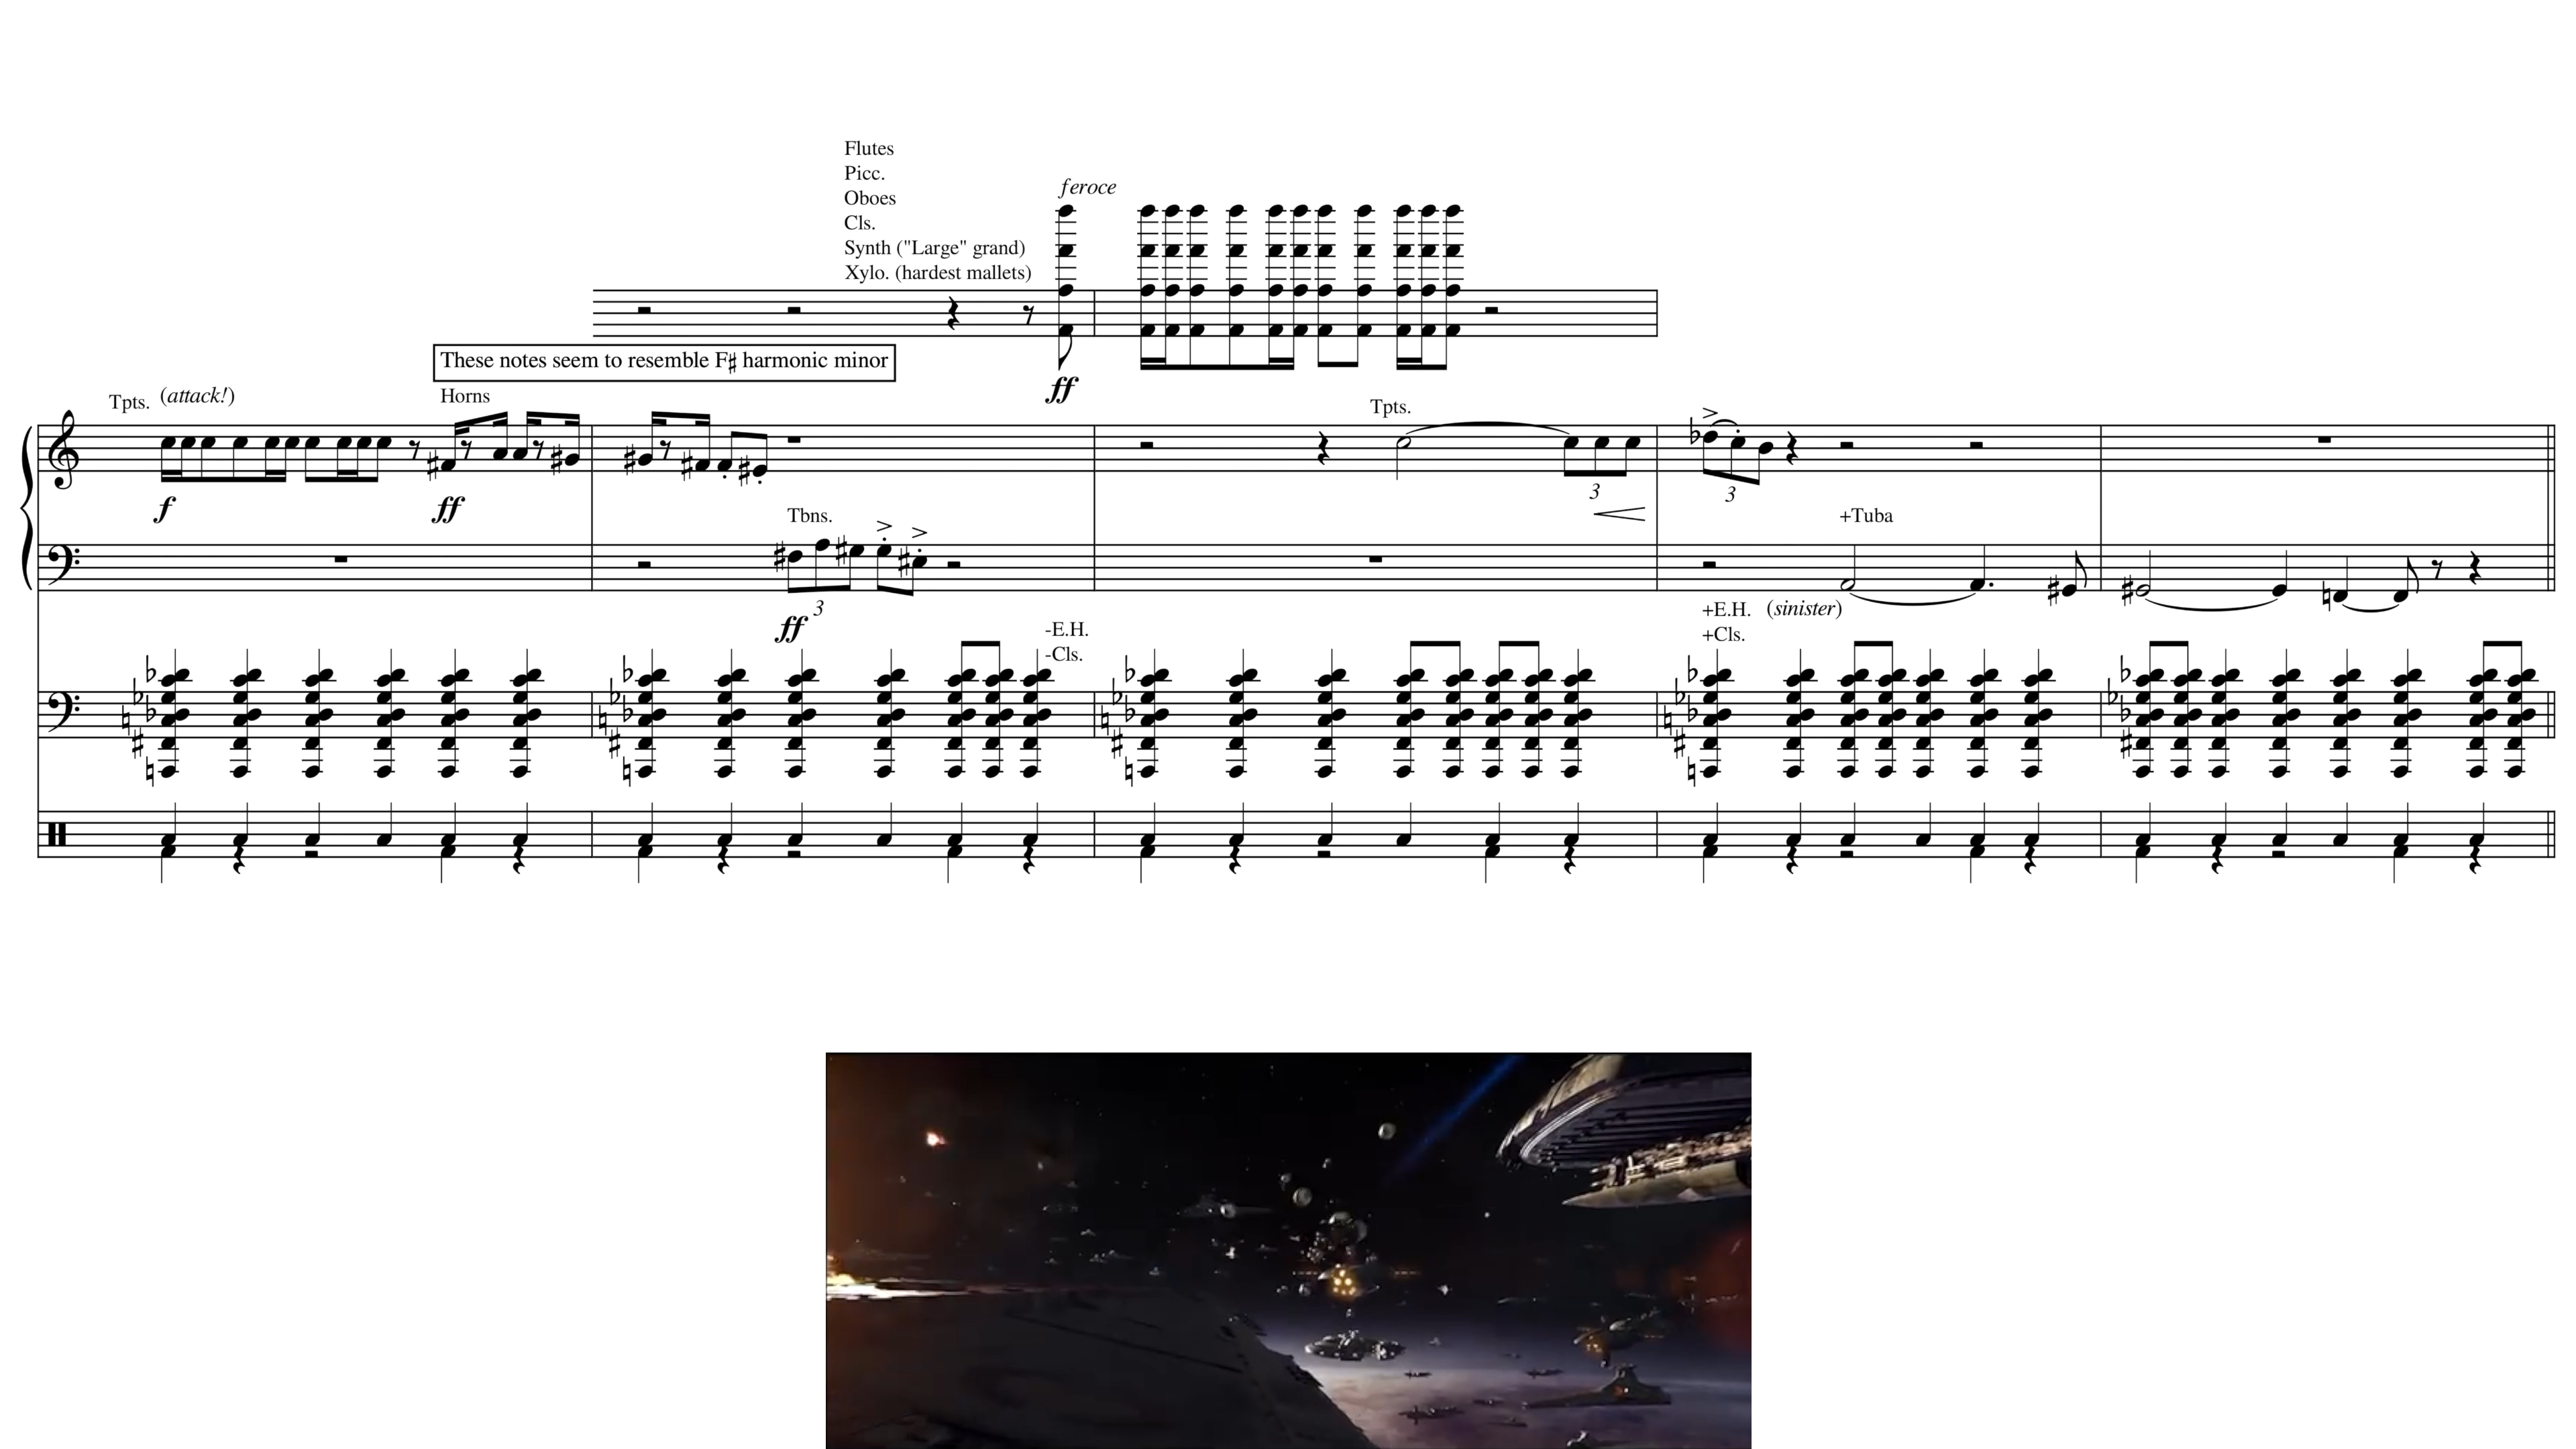 Flutes
Picc.
Oboes
Cls.
Synth ("Large" grand)
Xylo. (hardest mallets)
feroce
ff
These notes seem to resemble F♯ harmonic minor
Tpts. (attack!)
Horns
Tpts.
f
ff
3
3
Tbns.
+Tuba
ff
3
-E.H.
-Cls.
+E.H. (sinister)
+Cls.